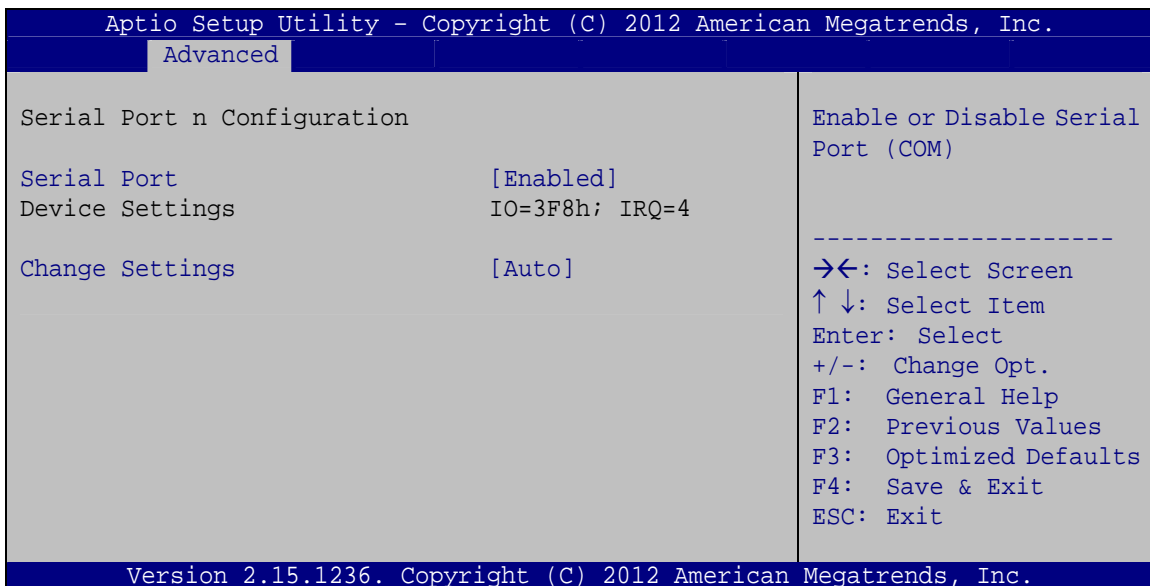 Aptio Setup Utility – Copyright (C) 2012 American Megatrends, Inc.
Advanced
Serial Port n Configuration
Serial Port [Enabled]
Device Settings IO=3F8h; IRQ=4
Change Settings [Auto]
Enable or Disable Serial
Port (COM)
---------------------
→←: Select Screen
↑ ↓: Select Item
Enter: Select
+/-: Change Opt.
F1: General Help
F2: Previous Values
F3: Optimized Defaults
F4: Save & Exit
ESC: Exit
Version 2.15.1236. Copyright (C) 2012 American Megatrends, Inc.